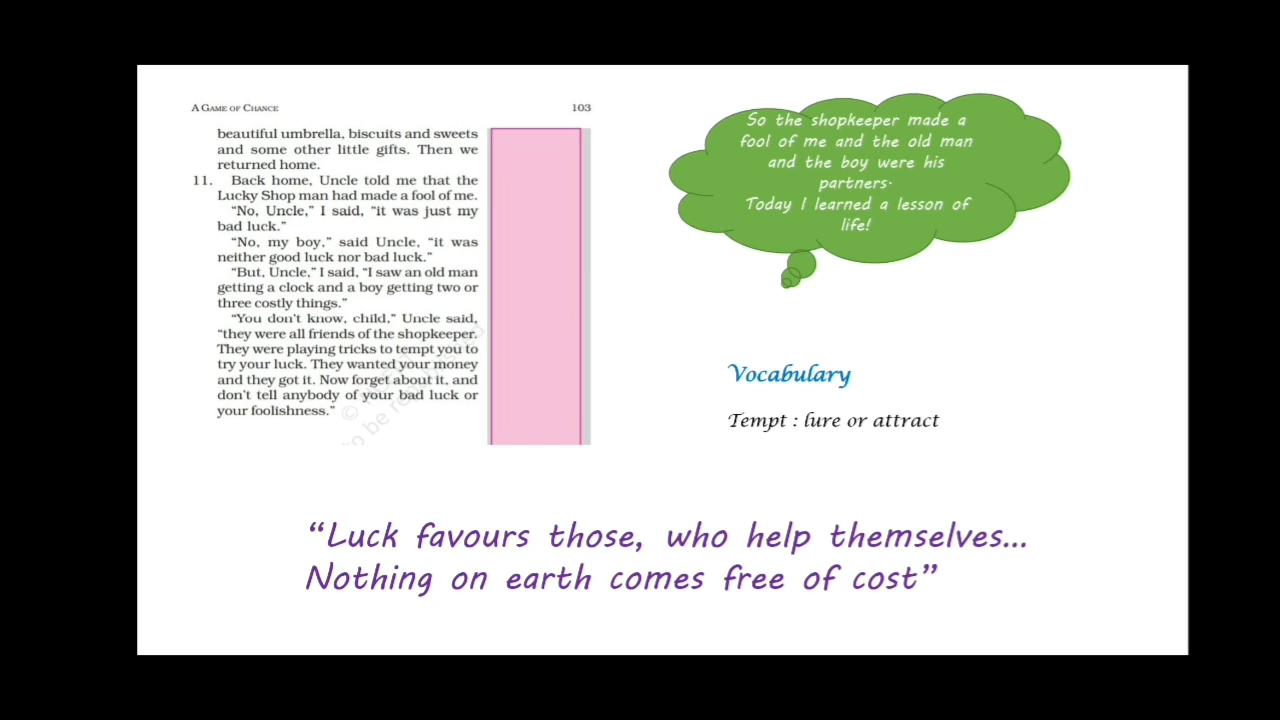 A GAME OF CHANCE 103
beautiful umbrella, biscuits and sweets
and some other little gifts. Then we
returned home.
11. Back home, Uncle told me that the
Lucky Shop man had made a fool of me.
“No, Uncle,” I said, “it was just my
bad luck.”
“No, my boy,” said Uncle, “it was
neither good luck nor bad luck.”
“But, Uncle,” I said, “I saw an old man
getting a clock and a boy getting two or
three costly things.”
“You don’t know, child,” Uncle said,
“they were all friends of the shopkeeper.
They were playing tricks to tempt you to
try your luck. They wanted your money
and they got it. Now forget about it, and
don’t tell anybody of your bad luck or
your foolishness.”
So the shopkeeper made a
fool of me and the old man
and the boy were his
partners.
Today I learned a lesson of
life!
Vocabulary
Tempt : lure or attract
“Luck favours those, who help themselves...
Nothing on earth comes free of cost”